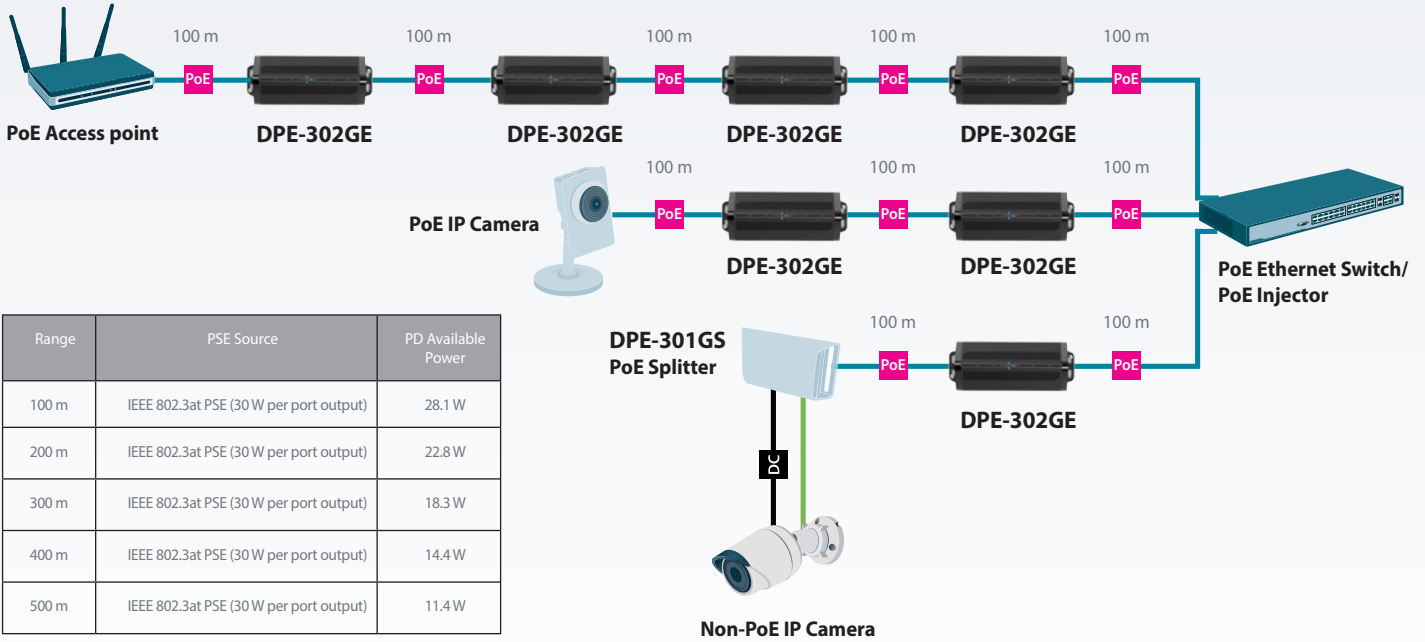 100 m 100 m 100 m 100 m 100 m
PoE PoE PoE PoE PoE
PoE Access point DPE-302GE DPE-302GE DPE-302GE DPE-302GE
100 m 100 m 100 m
PoE IP Camera PoE PoE PoE
DPE-302GE DPE-302GE
PoE Ethernet Switch/
PoE Injector
100 m 100 m
DPE-301GS
PoE Splitter
PoE PoE
DPE-302GE
DC
Non-PoE IP Camera
Range PSE Source PD Available
Power
100 m IEEE 802.3at PSE (30 W per port output) 28.1 W
200 m IEEE 802.3at PSE (30 W per port output) 22.8 W
300 m IEEE 802.3at PSE (30 W per port output) 18.3 W
400 m IEEE 802.3at PSE (30 W per port output) 14.4 W
500 m IEEE 802.3at PSE (30 W per port output) 11.4 W